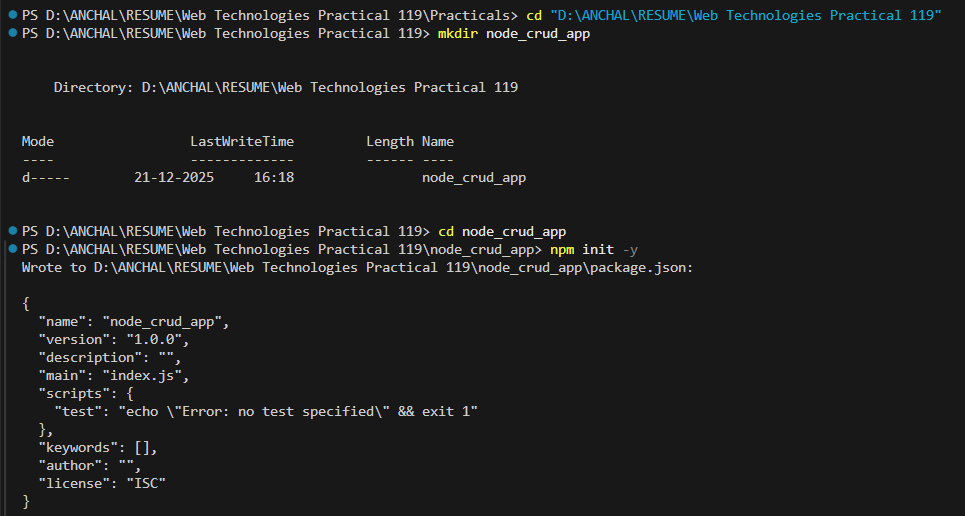 PS D:\ANCHAL\RESUME\Web Technologies Practical 119\Practicals> cd "D:\ANCHAL\RESUME\Web Technologies Practical 119"
PS D:\ANCHAL\RESUME\Web Technologies Practical 119> mkdir node_crud_app
Directory: D:\ANCHAL\RESUME\Web Technologies Practical 119
Mode                 LastWriteTime         Length Name
----                 -------------         ------ ----
d-----        21-12-2025     16:18                node_crud_app
PS D:\ANCHAL\RESUME\Web Technologies Practical 119> cd node_crud_app
PS D:\ANCHAL\RESUME\Web Technologies Practical 119\node_crud_app> npm init -y
Wrote to D:\ANCHAL\RESUME\Web Technologies Practical 119\node_crud_app\package.json:
{
  "name": "node_crud_app",
  "version": "1.0.0",
  "description": "",
  "main": "index.js",
  "scripts": {
    "test": "echo \"Error: no test specified\" && exit 1"
  },
  "keywords": [],
  "author": "",
  "license": "ISC"
}